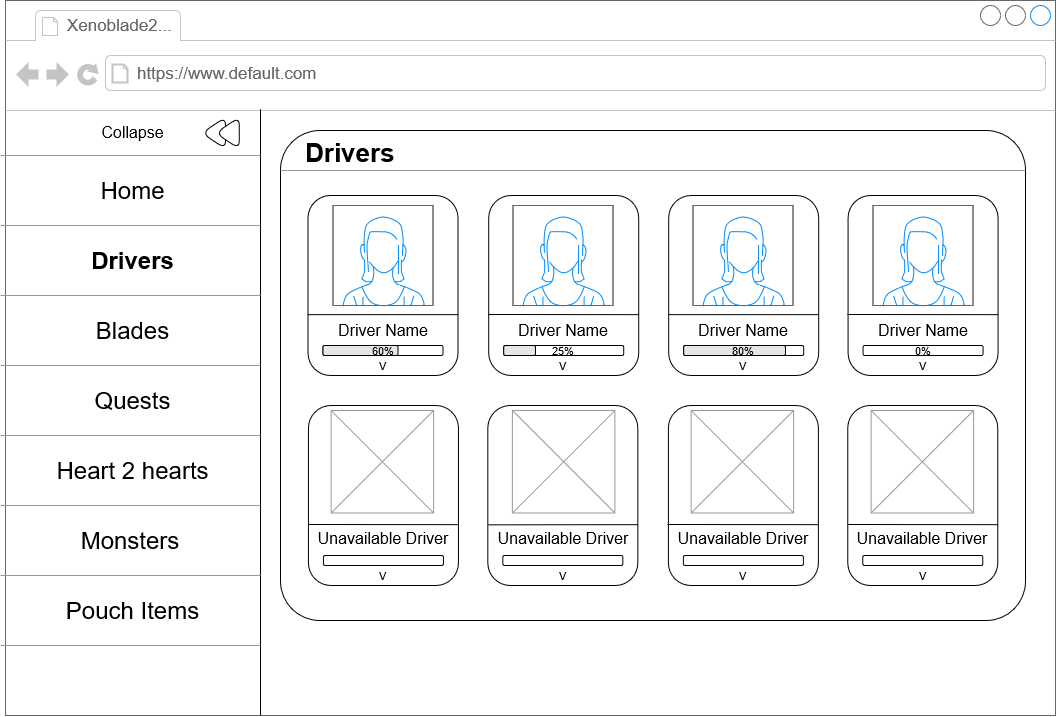 Xenoblade2...
https://www.default.com
Collapse
Home
Drivers
Blades
Quests
Heart 2 hearts
Monsters
Pouch Items
Drivers
Driver Name
60%
v
Driver Name
25%
v
Driver Name
80%
v
Driver Name
0%
v
Unavailable Driver
v
Unavailable Driver
v
Unavailable Driver
v
Unavailable Driver
v